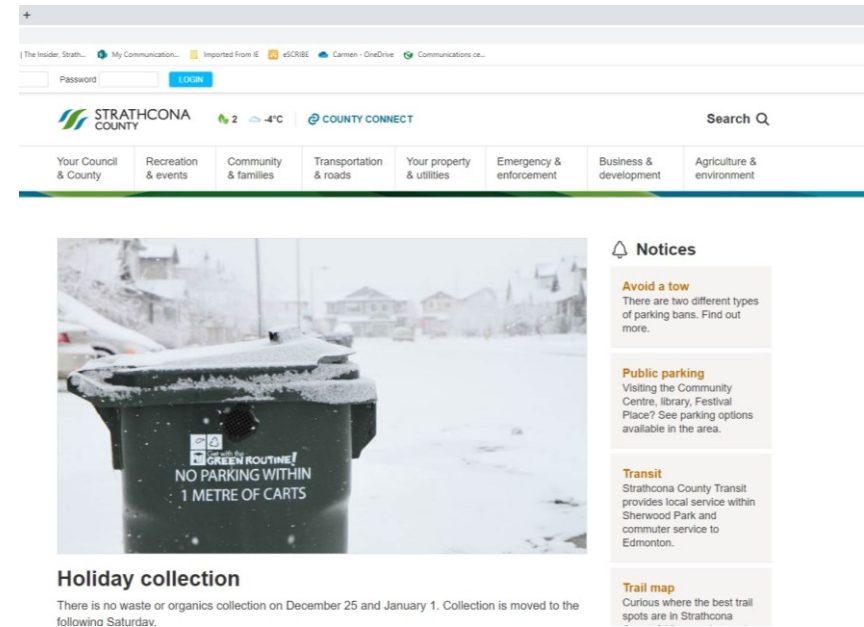 +
| The Insider, Strath... My Communication... Imported From IE eSCRIBE Carmen - OneDrive Communications ce...
Password LOGIN
STRATHCONA
COUNTY
2 -4°C COUNTY CONNECT
Search
Your Council
& County
Recreation
& events
Community
& families
Transportation
& roads
Your property
& utilities
Emergency &
enforcement
Business &
development
Agriculture &
environment
Get with the
GREEN ROUTINE!
NO PARKING WITHIN
1 METRE OF CARTS
Holiday collection
There is no waste or organics collection on December 25 and January 1. Collection is moved to the
following Saturday.
Notices
Avoid a tow
There are two different types
of parking bans. Find out
more.
Public parking
Visiting the Community
Centre, library, Festival
Place? See parking options
available in the area.
Transit
Strathcona County Transit
provides local service within
Sherwood Park and
commuter service to
Edmonton.
Trail map
Curious where the best trail
spots are in Strathcona